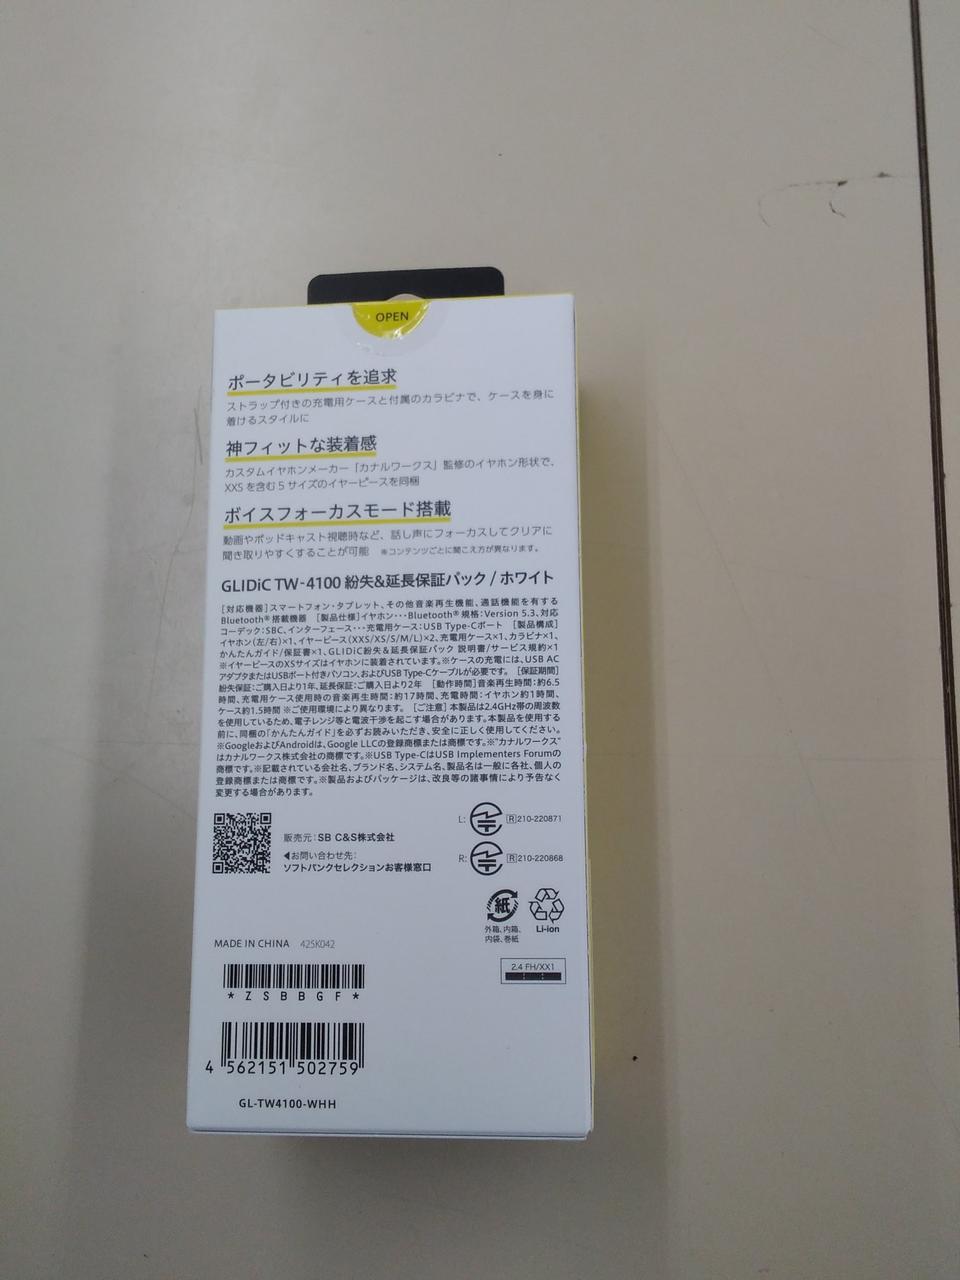 OPEN
ポータビリティを追求
ストラップ付きの充電用ケースと付属のカラビナで、ケースを身に
着けるスタイルに
神フィットな装着感
カスタムイヤホンメーカー「カナルワークス」監修のイヤホン形状で、
XXSを含む5サイズのイヤーピースを同梱
ボイスフォーカスモード搭載
動画やポッドキャスト視聴時など、話し声にフォーカスしてクリアに
聞き取りやすくすることが可能 ※コンテンツごとに聞こえ方が異なります。
GLIDiC TW-4100 紛失&延長保証パック / ホワイト
[対応機器]スマートフォン・タブレット、その他音楽再生機能、通話機能を有する
Bluetooth®搭載機器 [製品仕様]イヤホン・・・Bluetooth®規格：Version 5.3、対応
コーデック：SBC、インターフェース・・・充電用ケース：USB Type-Cポート [製品構成]
イヤホン(左/右)×1、イヤーピース(XXS/XS/S/M/L)×2、充電用ケース×1、カラビナ×1、
かんたんガイド/保証書×1、GLIDiC紛失&延長保証パック 説明書/サービス規約×1
※イヤーピースのXSサイズはイヤホンに装着されています。※ケースの充電には、USB AC
アダプタまたはUSBポート付きパソコン、およびUSB Type-Cケーブルが必要です。 [保証期間]
紛失保証：ご購入日より1年、延長保証：ご購入日より2年 [動作時間]音楽再生時間：約6.5
時間、充電用ケース使用時の音楽再生時間：約17時間、充電時間：イヤホン約1時間、
ケース約1.5時間 ※ご使用環境により異なります。 [ご注意] 本製品は2.4GHz帯の周波数
を使用しているため、電子レンジ等と電波干渉を起こす場合があります。本製品を使用する
前に、同梱の「かんたんガイド」を必ずお読みいただき、安全に正しく使用してください。
※GoogleおよびAndroidは、Google LLCの登録商標または商標です。※"カナルワークス"
はカナルワークス株式会社の商標です。※USB Type-CはUSB Implementers Forumの
商標です。※記載されている会社名、ブランド名、システム名、製品名は一般に各社、個人の
登録商標または商標です。※製品およびパッケージは、改良等の諸事情により予告なく
変更する場合があります。
販売元：SB C&S株式会社
◀お問い合わせ先：
ソフトバンクセレクションお客様窓口
L: R 210-220871
R: R 210-220868
紙
外箱、内箱、
内袋、巻紙
Li-ion
MADE IN CHINA 425K042
2.4 FH/XX1
* Z S B B G F *
4 562151 502759
GL-TW4100-WHH